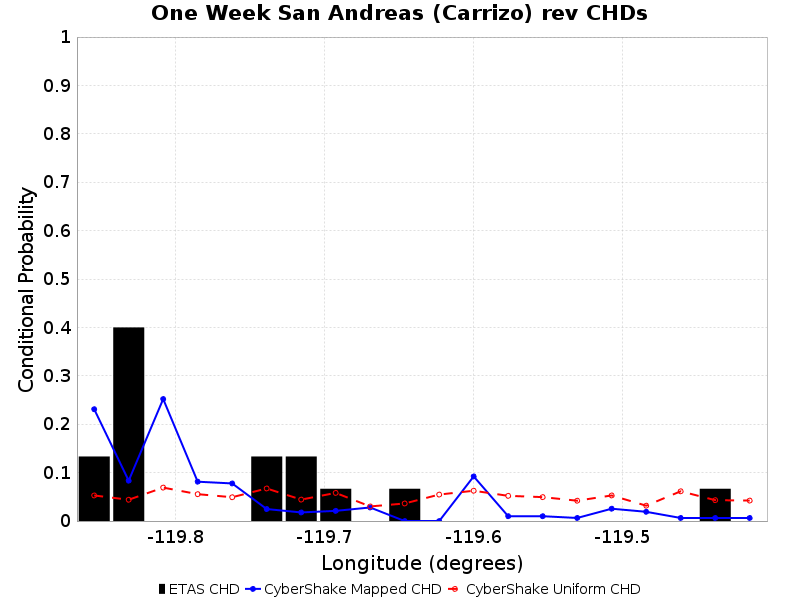 One Week San Andreas (Carrizo) rev CHDs
1
0.9
0.8
0.7
0.6
0.5
0.4
0.3
0.2
0.1
0
Conditional Probability
-119.8 -119.7 -119.6 -119.5
Longitude (degrees)
ETAS CHD CyberShake Mapped CHD CyberShake Uniform CHD